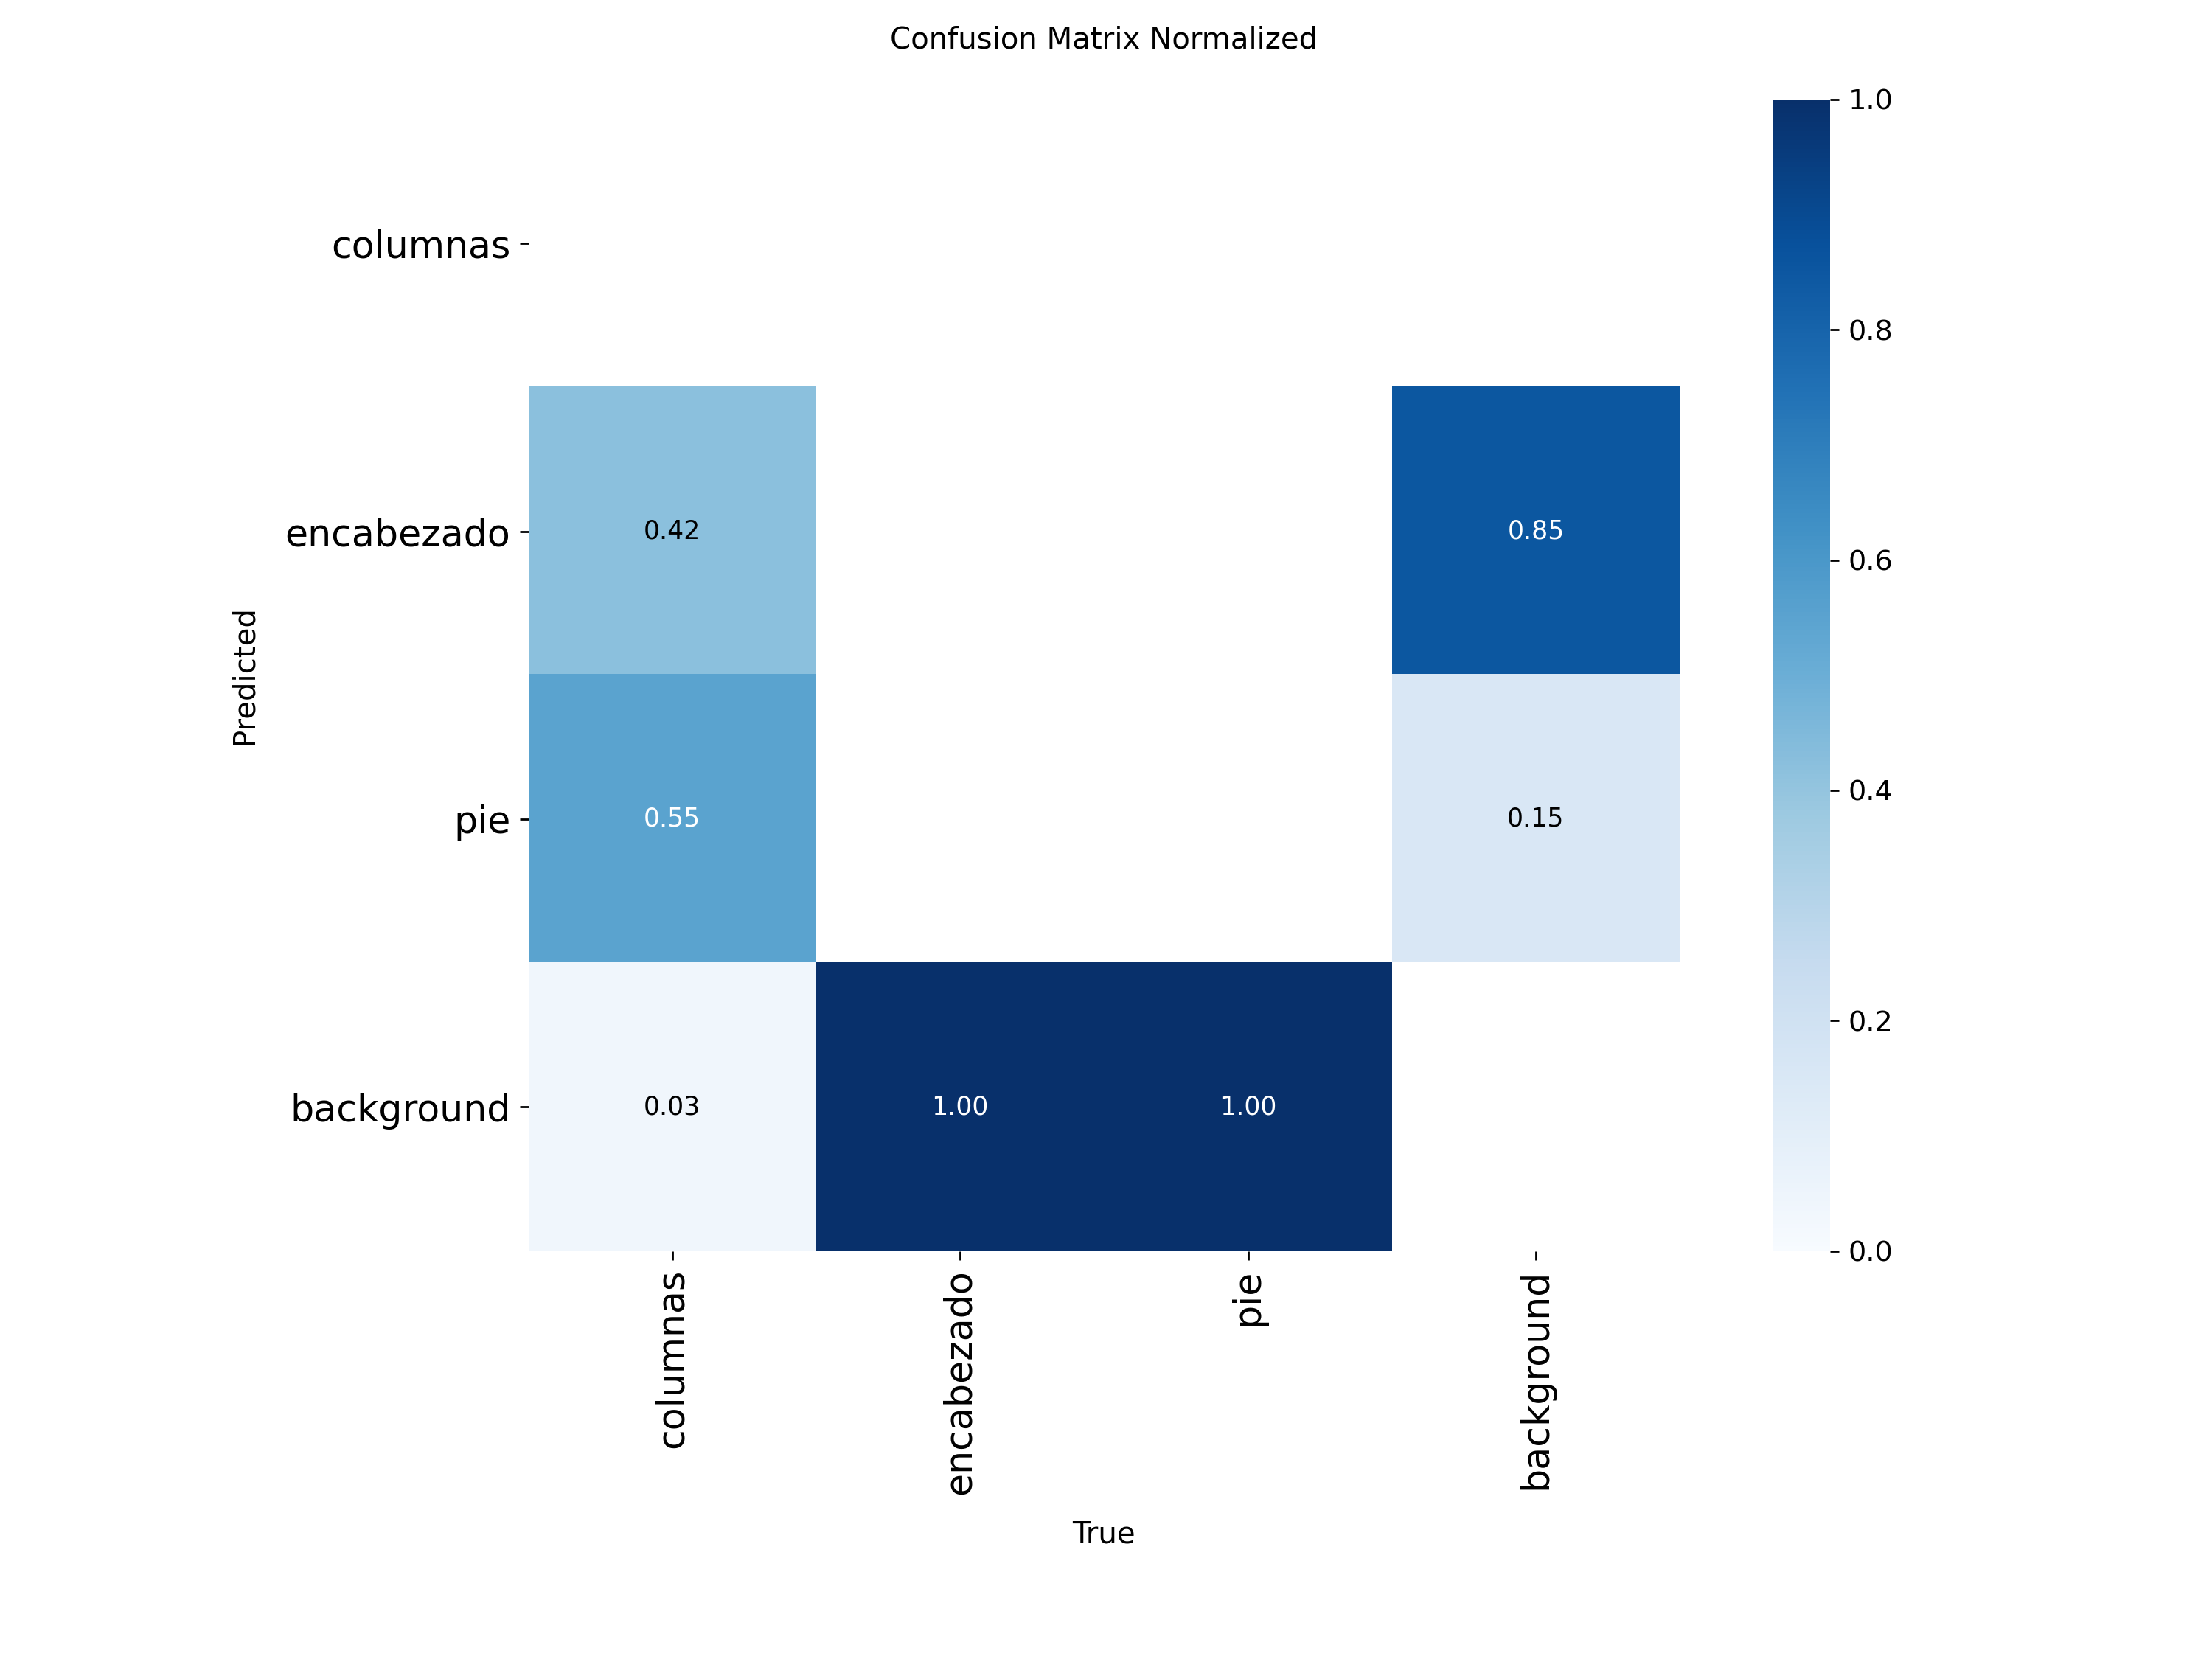 Confusion Matrix Normalized
1.0
columnas
0.8
encabezado
0.42
0.85
0.6
Predicted
0.4
pie
0.55
0.15
0.2
background
0.03
1.00
1.00
0.0
columnas
encabezado
pie
background
True